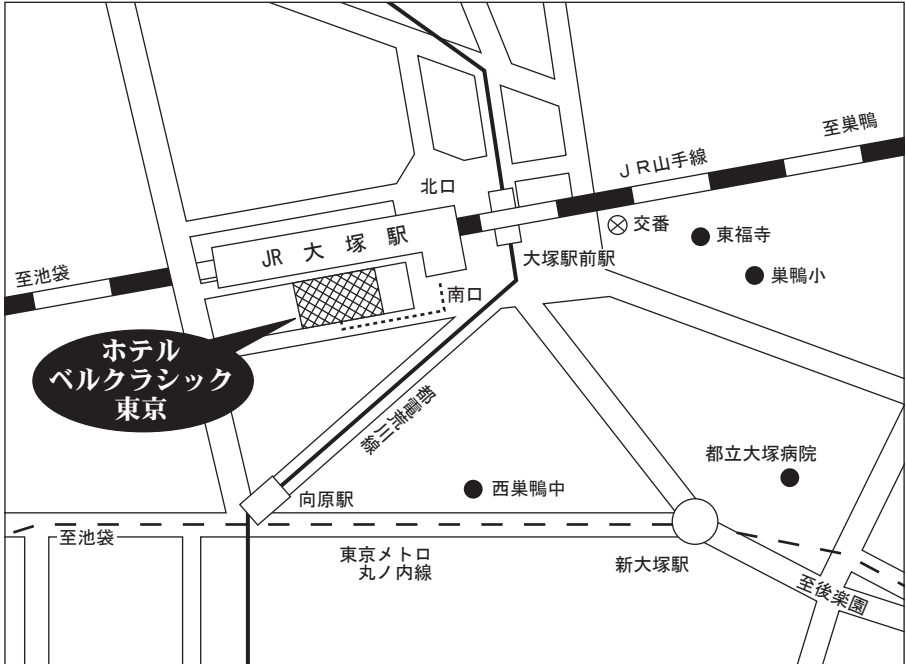 至巣鴨
JR山手線
北口
交番
東福寺
JR 大塚駅
大塚駅前駅
巣鴨小
至池袋
南口
ホテル
ベルクラシック
東京
都電荒川線
都立大塚病院
西巣鴨中
向原駅
至池袋
東京メトロ
丸ノ内線
新大塚駅
至後楽園